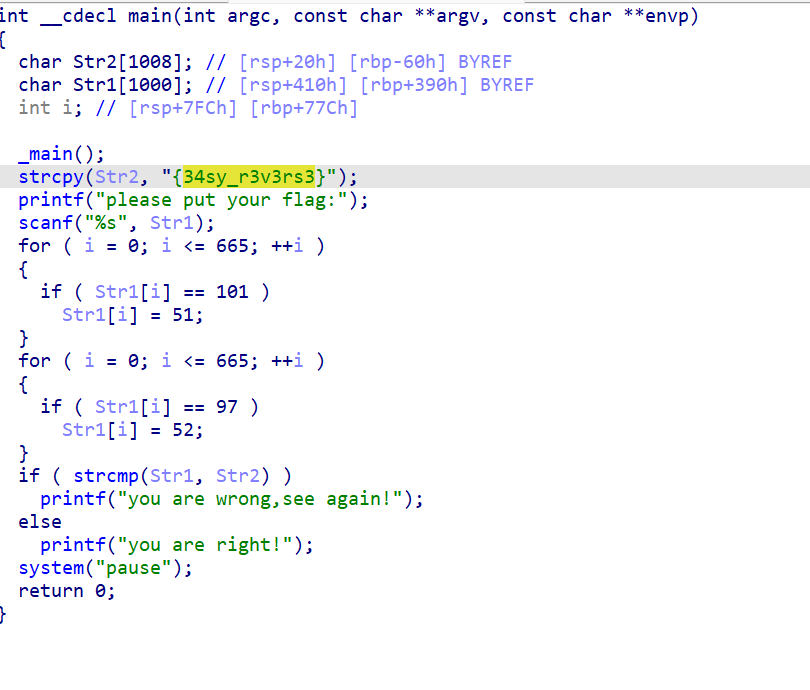 int __cdecl main(int argc, const char **argv, const char **envp)
{
  char Str2[1008]; // [rsp+20h] [rbp-60h] BYREF
  char Str1[1000]; // [rsp+410h] [rbp+390h] BYREF
  int i; // [rsp+7FCh] [rbp+77Ch]

  _main();
  strcpy(Str2, "{34sy_r3v3rs3}");
  printf("please put your flag:");
  scanf("%s", Str1);
  for ( i = 0; i <= 665; ++i )
  {
    if ( Str1[i] == 101 )
      Str1[i] = 51;
  }
  for ( i = 0; i <= 665; ++i )
  {
    if ( Str1[i] == 97 )
      Str1[i] = 52;
  }
  if ( strcmp(Str1, Str2) )
    printf("you are wrong,see again!");
  else
    printf("you are right!");
  system("pause");
  return 0;
}